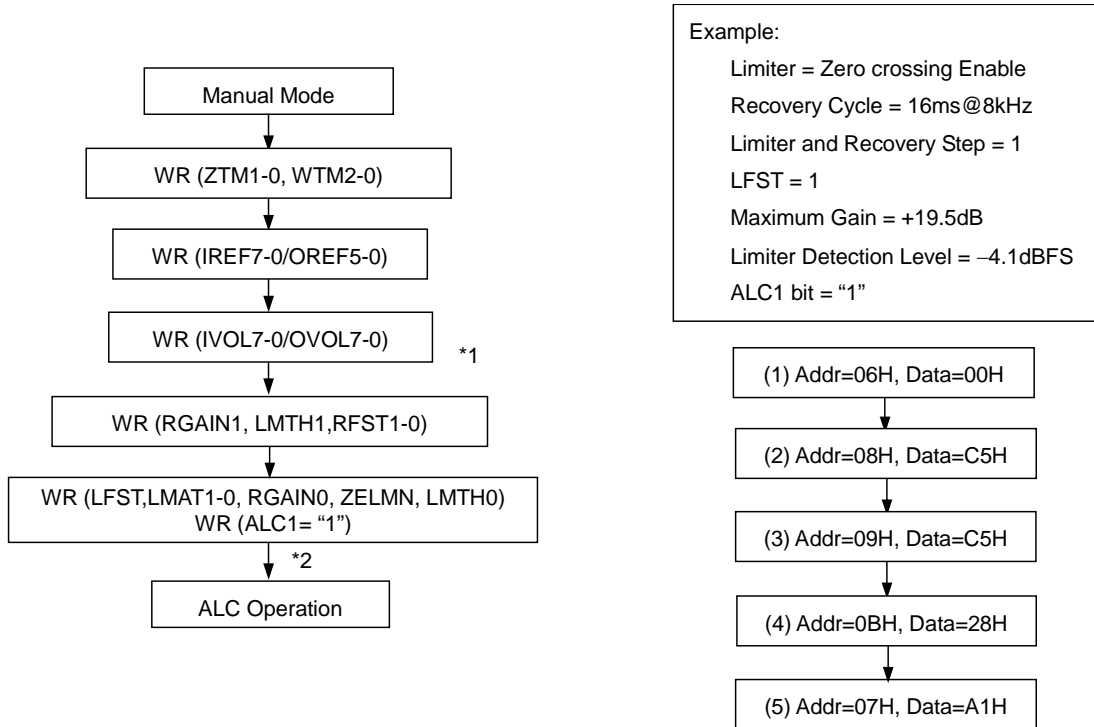 Manual Mode
WR (ZTM1-0, WTM2-0)
WR (IREF7-0/OREF5-0)
WR (IVOL7-0/OVOL7-0)
*1
WR (RGAIN1, LMTH1,RFST1-0)
WR (LFST,LMAT1-0, RGAIN0, ZELMN, LMTH0)
WR (ALC1= “1”)
*2
ALC Operation
Example:
Limiter = Zero crossing Enable
Recovery Cycle = 16ms@8kHz
Limiter and Recovery Step = 1
LFST = 1
Maximum Gain = +19.5dB
Limiter Detection Level = −4.1dBFS
ALC1 bit = “1”
(1) Addr=06H, Data=00H
(2) Addr=08H, Data=C5H
(3) Addr=09H, Data=C5H
(4) Addr=0BH, Data=28H
(5) Addr=07H, Data=A1H